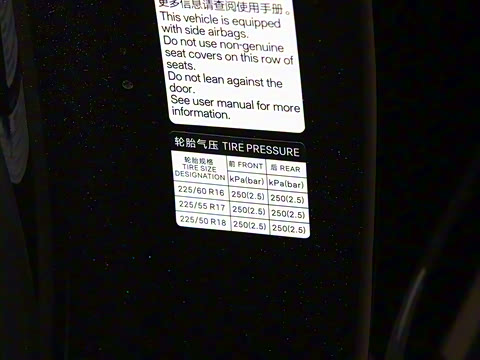 更多信息请查阅使用手册。
This vehicle is equipped
with side airbags.
Do not use non-genuine
seat covers on this row of
seats.
Do not lean against the
door.
See user manual for more
information.
轮胎气压 TIRE PRESSURE
轮胎规格 TIRE SIZE DESIGNATION 前 FRONT 后 REAR
kPa(bar) kPa(bar)
225/60 R16 250(2.5) 250(2.5)
225/55 R17 250(2.5) 250(2.5)
225/50 R18 250(2.5) 250(2.5)